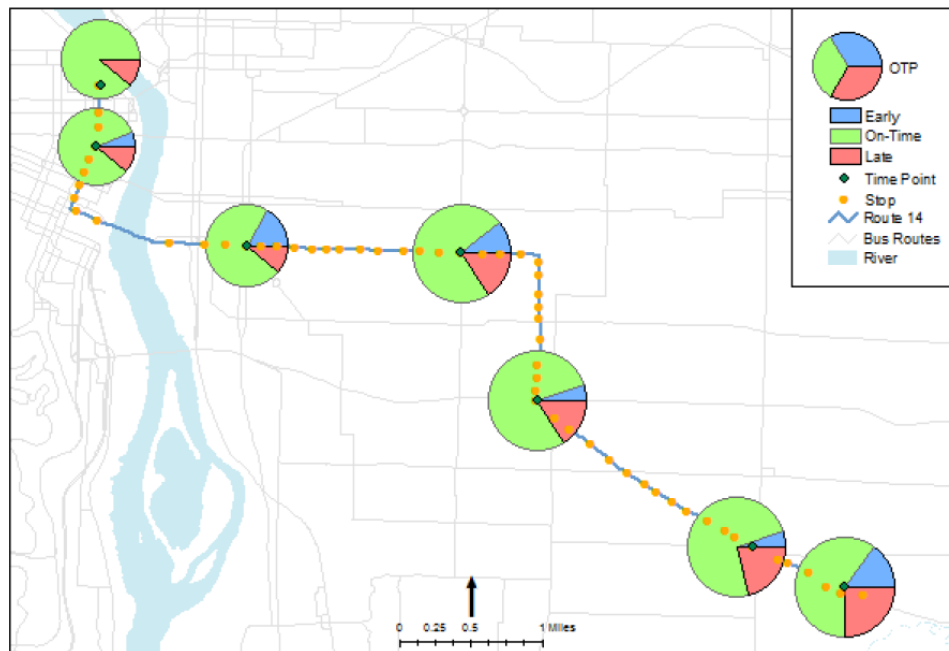 OTP
Early
On-Time
Late
Time Point
Stop
Route 14
Bus Routes
River
0 0.25 0.5 1 Miles